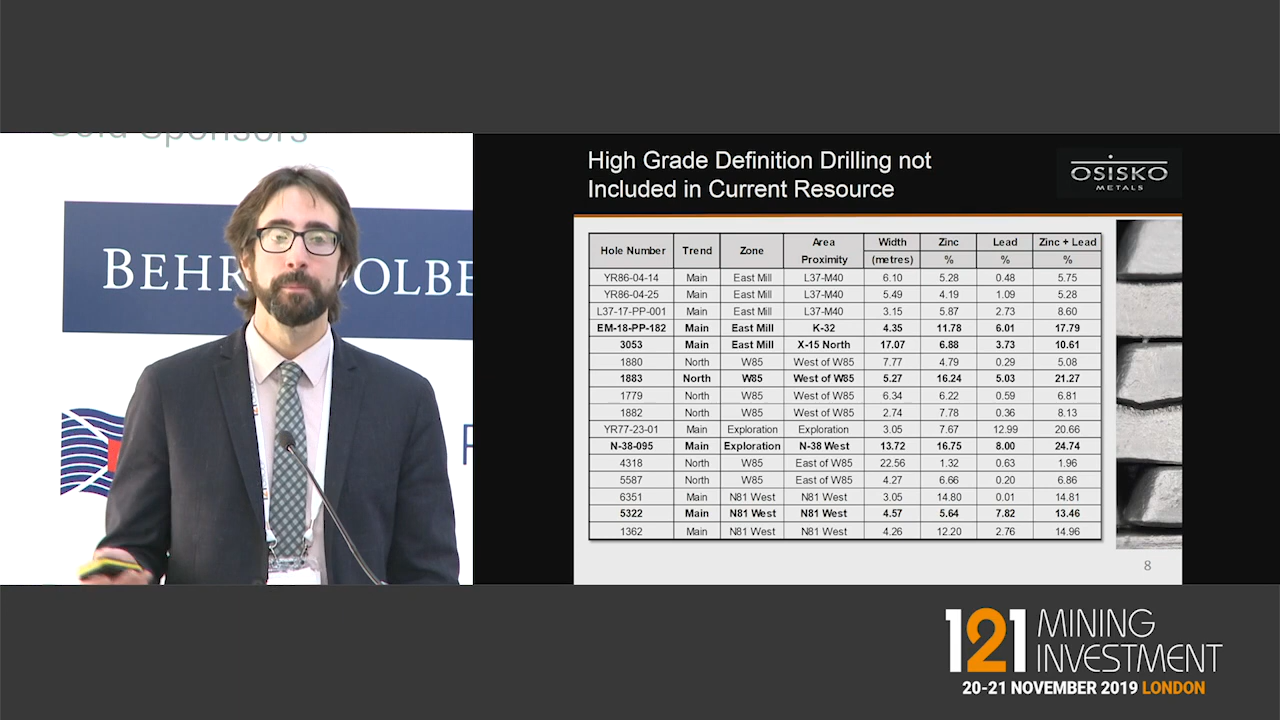 Gold Sponsors
BEHR
OLBE
High Grade Definition Drilling not
Included in Current Resource
OSISKO
METALS
Hole Number Trend Zone Area Proximity Width (metres) Zinc % Lead % Zinc + Lead %
YR86-04-14 Main East Mill L37-M40 6.10 5.28 0.48 5.75
YR86-04-25 Main East Mill L37-M40 5.49 4.19 1.09 5.28
L37-17-PP-001 Main East Mill L37-M40 3.15 5.87 2.73 8.60
EM-18-PP-182 Main East Mill K-32 4.35 11.78 6.01 17.79
3053 Main East Mill X-15 North 17.07 6.88 3.73 10.61
1880 North W85 West of W85 7.77 4.79 0.29 5.08
1883 North W85 West of W85 5.27 16.24 5.03 21.27
1779 North W85 West of W85 6.34 6.22 0.59 6.81
1882 North W85 West of W85 2.74 7.78 0.36 8.13
YR77-23-01 Main Exploration Exploration 3.05 7.67 12.99 20.66
N-38-095 Main Exploration N-38 West 13.72 16.75 8.00 24.74
4318 North W85 East of W85 22.56 1.32 0.63 1.96
5587 North W85 East of W85 4.27 6.66 0.20 6.86
6351 Main N81 West N81 West 3.05 14.80 0.01 14.81
5322 Main N81 West N81 West 4.57 5.64 7.82 13.46
1362 Main N81 West N81 West 4.26 12.20 2.76 14.96
8
121 MINING
INVESTMENT
20-21 NOVEMBER 2019 LONDON